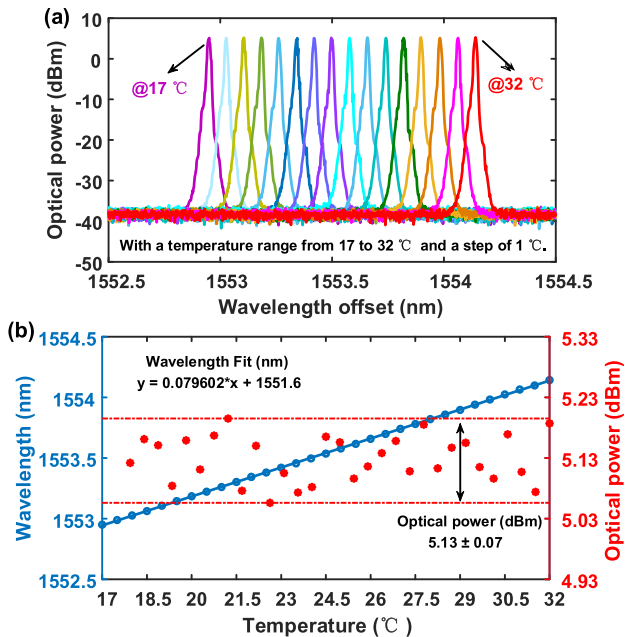 (a)
10
0
-10
-20
-30
-40
-50
Optical power (dBm)
@17 ℃
@32 ℃
With a temperature range from 17 to 32 ℃ and a step of 1 ℃.
1552.5 1553 1553.5 1554 1554.5
Wavelength offset (nm)
(b)
1554.5
1554
1553.5
1553
1552.5
Wavelength (nm)
Wavelength Fit (nm)
y = 0.079602*x + 1551.6
Optical power (dBm)
5.13 ± 0.07
5.33
5.23
5.13
5.03
4.93
Optical power (dBm)
17 18.5 20 21.5 23 24.5 26 27.5 29 30.5 32
Temperature (℃)